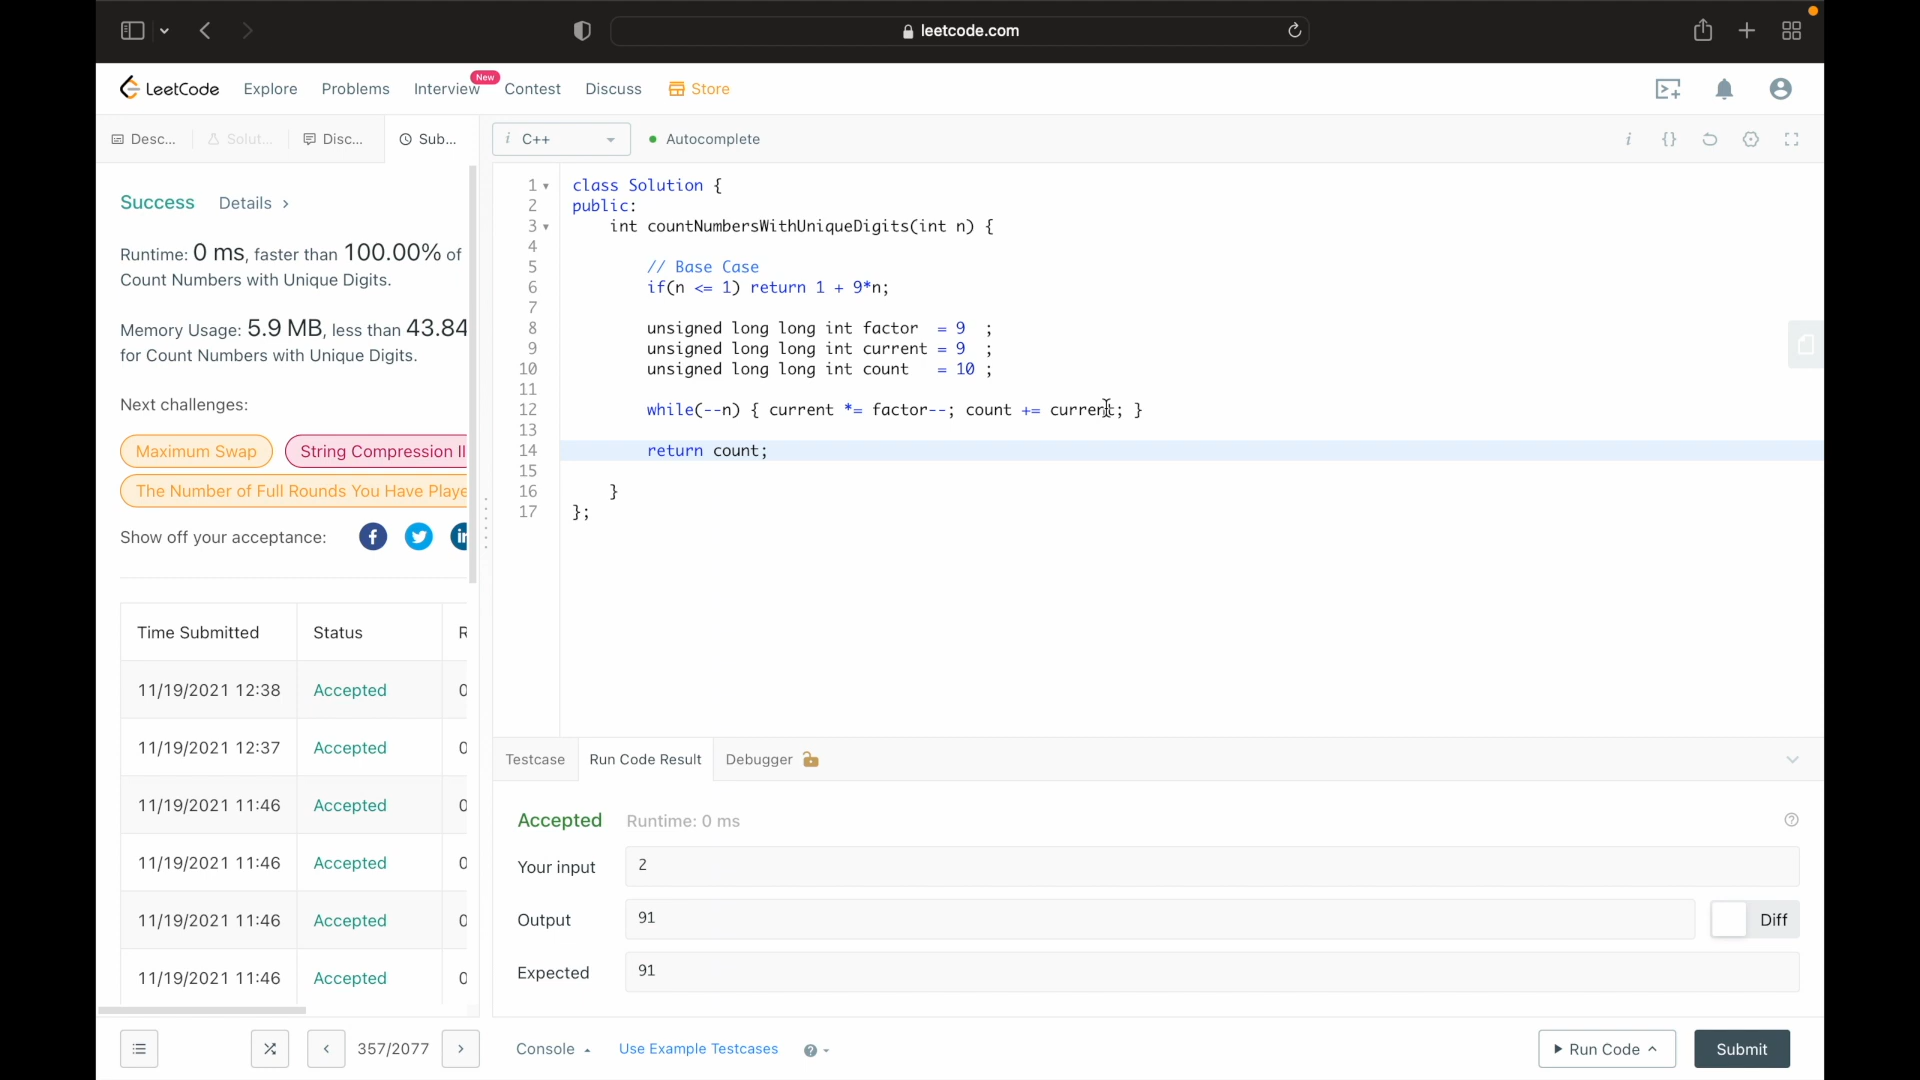 leetcode.com
LeetCode Explore Problems Interview New Contest Discuss Store
Desc... Solut... Disc... Sub...
i C++ Autocomplete
Success Details >
Runtime: 0 ms, faster than 100.00% of
Count Numbers with Unique Digits.
Memory Usage: 5.9 MB, less than 43.84
for Count Numbers with Unique Digits.
Next challenges:
Maximum Swap String Compression II
The Number of Full Rounds You Have Playe
Show off your acceptance:
Time Submitted Status R
11/19/2021 12:38 Accepted 0
11/19/2021 12:37 Accepted 0
11/19/2021 11:46 Accepted 0
11/19/2021 11:46 Accepted 0
11/19/2021 11:46 Accepted 0
11/19/2021 11:46 Accepted 0
357/2077
1 class Solution {
2 public:
3 int countNumbersWithUniqueDigits(int n) {
4
5 // Base Case
6 if(n <= 1) return 1 + 9*n;
7
8 unsigned long long int factor = 9 ;
9 unsigned long long int current = 9 ;
10 unsigned long long int count = 10 ;
11
12 while(--n) { current *= factor--; count += current; }
13
14 return count;
15
16 }
17 };
Testcase Run Code Result Debugger
Accepted Runtime: 0 ms
Your input 2
Output 91 Diff
Expected 91
Console Use Example Testcases Run Code Submit